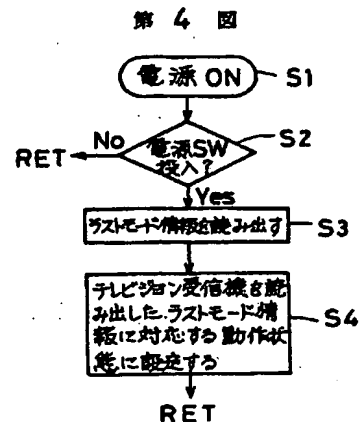 第4図
電源ON S1
S2
No 電源SW
RET 投入?
Yes
ラストモード情報を読み出す S3
テレビジョン受信機を読
み出した.ラストモード情
報に対応する動作状 S4
態に設定する
RET